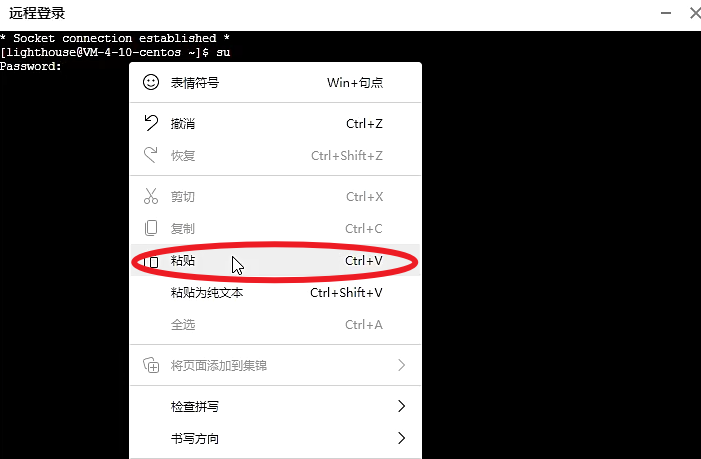 远程登录
* Socket connection established *
[lighthouse@VM-4-10-centos ~]$ su
Password:
表情符号 Win+句点
撤消 Ctrl+Z
恢复 Ctrl+Shift+Z
剪切 Ctrl+X
复制 Ctrl+C
粘贴 Ctrl+V
粘贴为纯文本 Ctrl+Shift+V
全选 Ctrl+A
将页面添加到集锦
检查拼写
书写方向